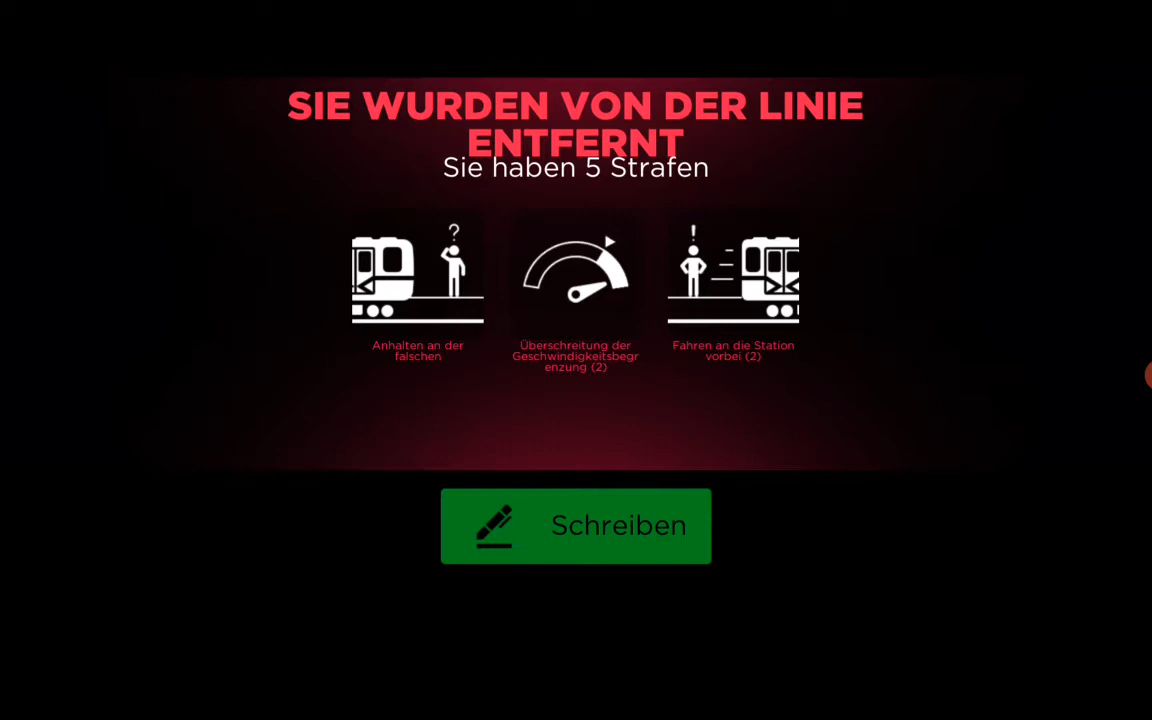 SIE WURDEN VON DER LINIE
ENTFERNT
Sie haben 5 Strafen
?
!
Anhalten an der
falschen
Überschreitung der
Geschwindigkeitsbegr
enzung (2)
Fahren an die Station
vorbei (2)
Schreiben